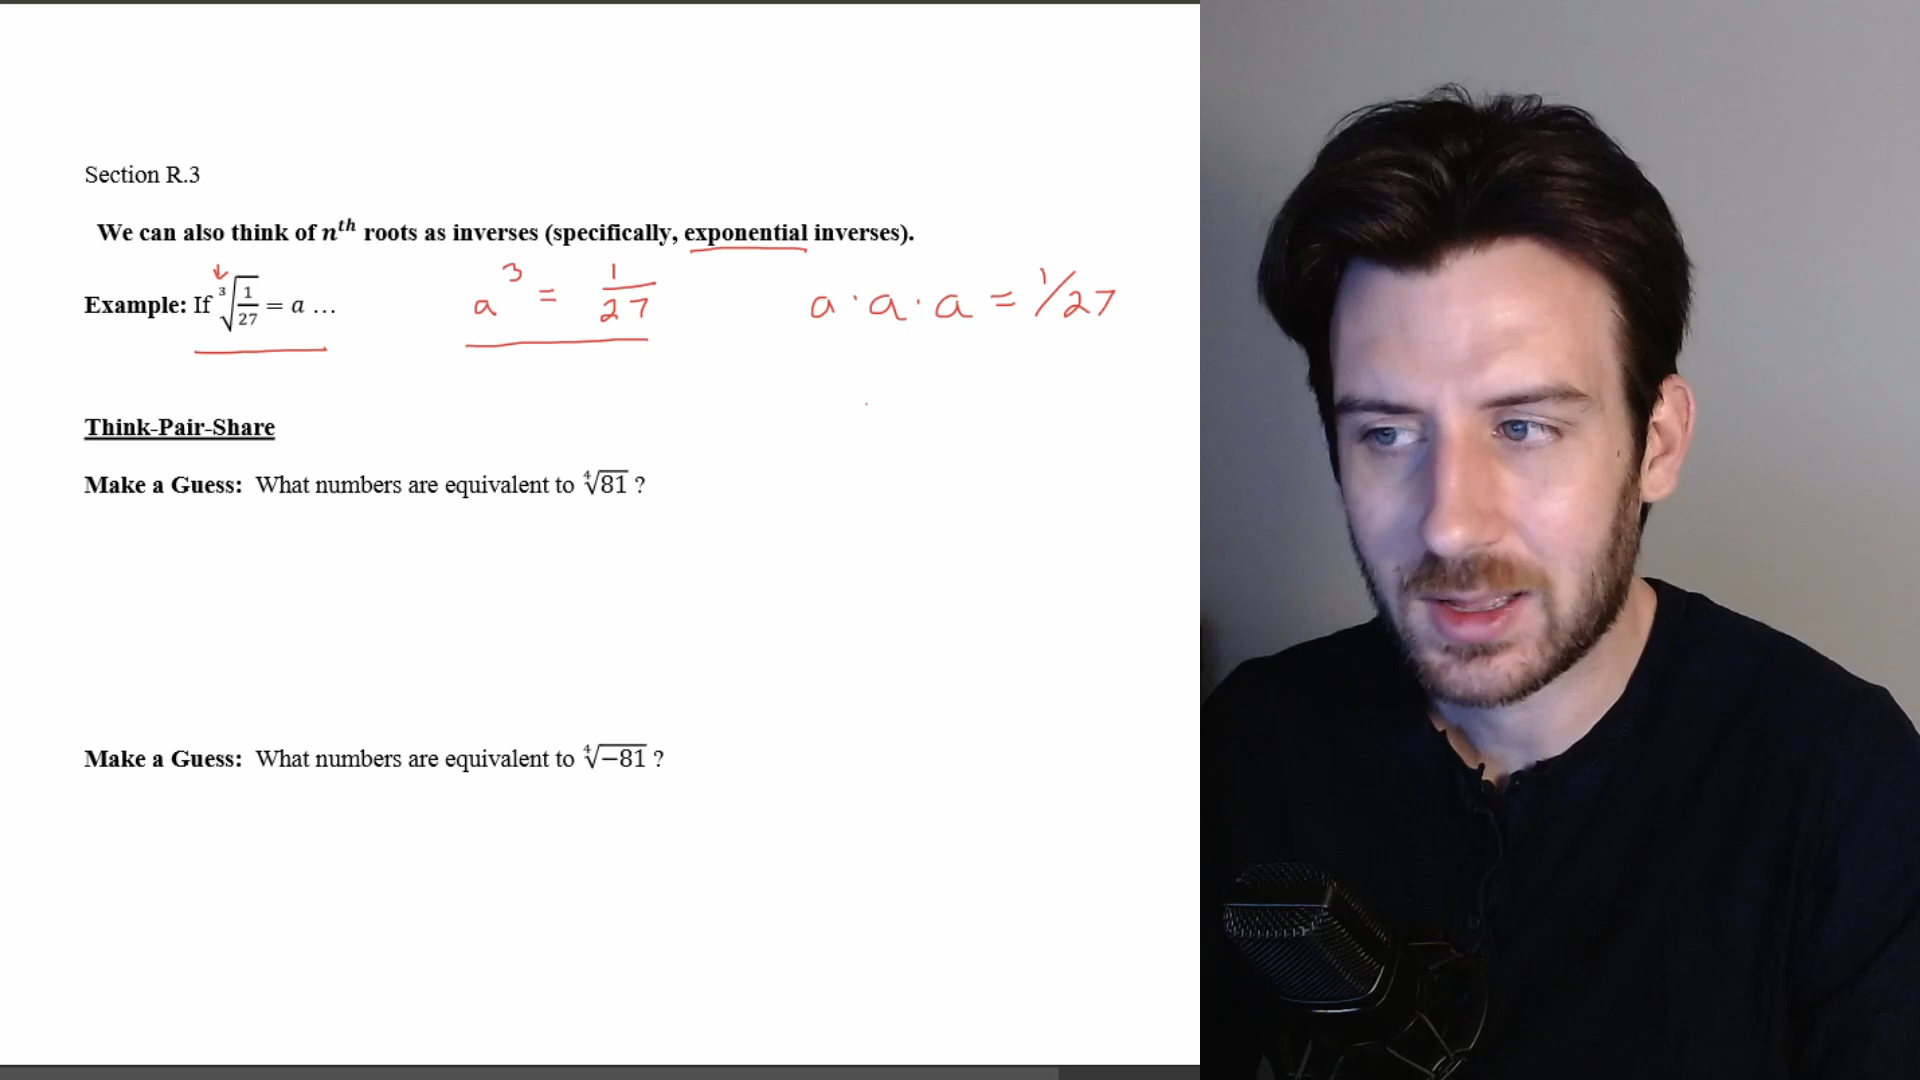 Section R.3
We can also think of nᵗʰ roots as inverses (specifically, exponential inverses).
Example: If ∛(1/27) = a … a³ = 1/27 a · a · a = 1/27
Think-Pair-Share
Make a Guess: What numbers are equivalent to ∜81 ?
Make a Guess: What numbers are equivalent to ∜−81 ?